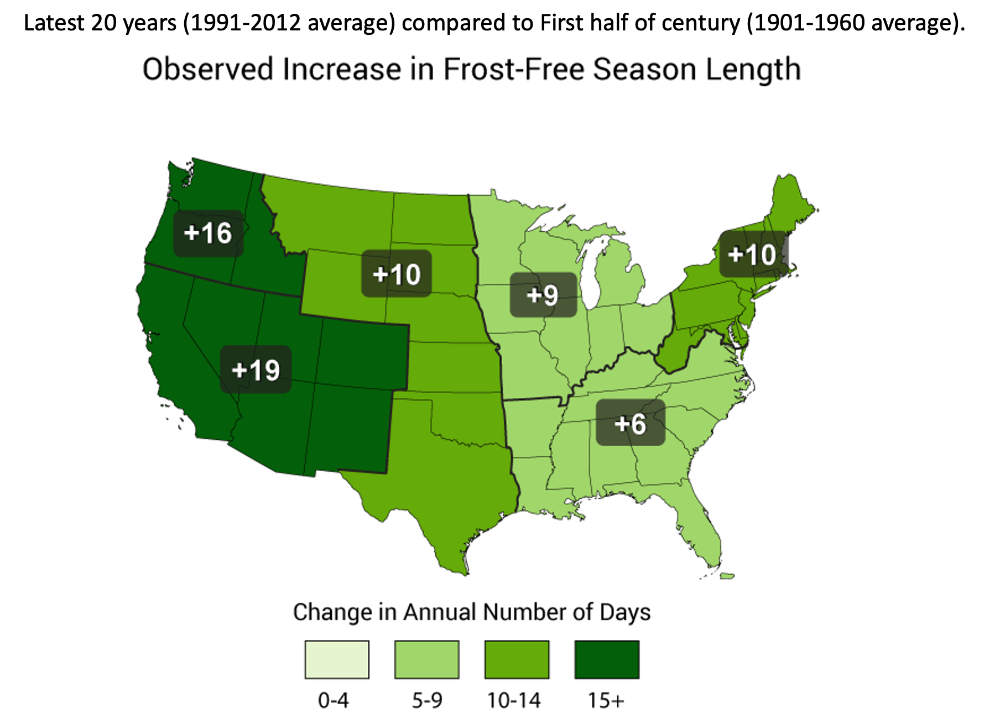 Latest 20 years (1991-2012 average) compared to First half of century (1901-1960 average).
Observed Increase in Frost-Free Season Length
+16
+10
+10
+9
+19
+6
Change in Annual Number of Days
0-4 5-9 10-14 15+